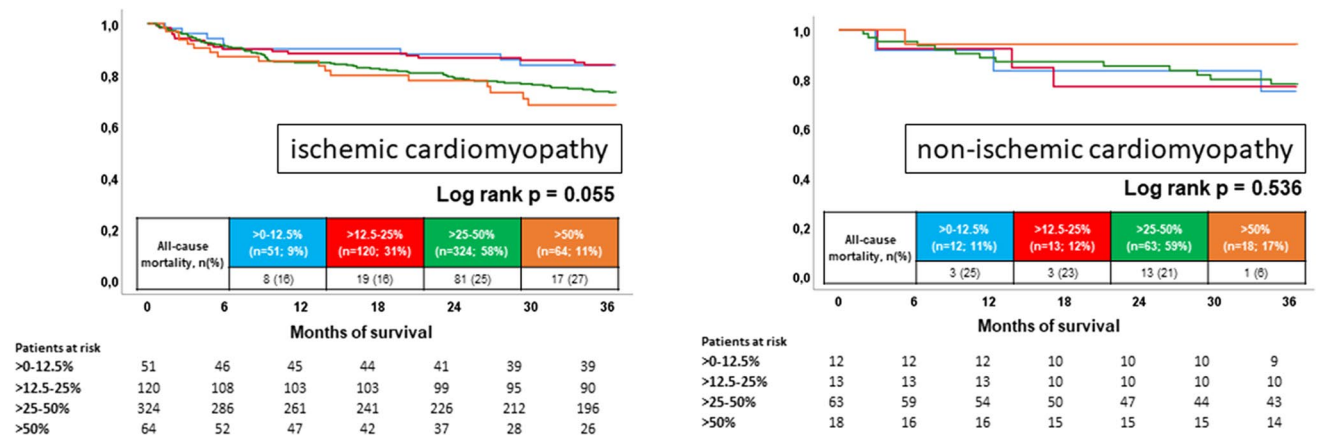 1,0
0,8
0,6
0,4
0,2
0,0
ischemic cardiomyopathy
Log rank p = 0.055
All-cause mortality, n(%)
>0-12.5% (n=51; 9%) >12.5-25% (n=120; 31%) >25-50% (n=324; 58%) >50% (n=64; 11%)
8 (16) 19 (16) 81 (25) 17 (27)
0 6 12 18 24 30 36
Months of survival
Patients at risk
>0-12.5% 51 46 45 44 41 39 39
>12.5-25% 120 108 103 103 99 95 90
>25-50% 324 286 261 241 226 212 196
>50% 64 52 47 42 37 28 26
1,0
0,8
0,6
0,4
0,2
0,0
non-ischemic cardiomyopathy
Log rank p = 0.536
All-cause mortality, n(%)
>0-12.5% (n=12; 11%) >12.5-25% (n=13; 12%) >25-50% (n=63; 59%) >50% (n=18; 17%)
3 (25) 3 (23) 13 (21) 1 (6)
0 6 12 18 24 30 36
Months of survival
Patients at risk
>0-12.5% 12 12 12 10 10 10 9
>12.5-25% 13 13 13 10 10 10 10
>25-50% 63 59 54 50 47 44 43
>50% 18 16 16 15 15 15 14